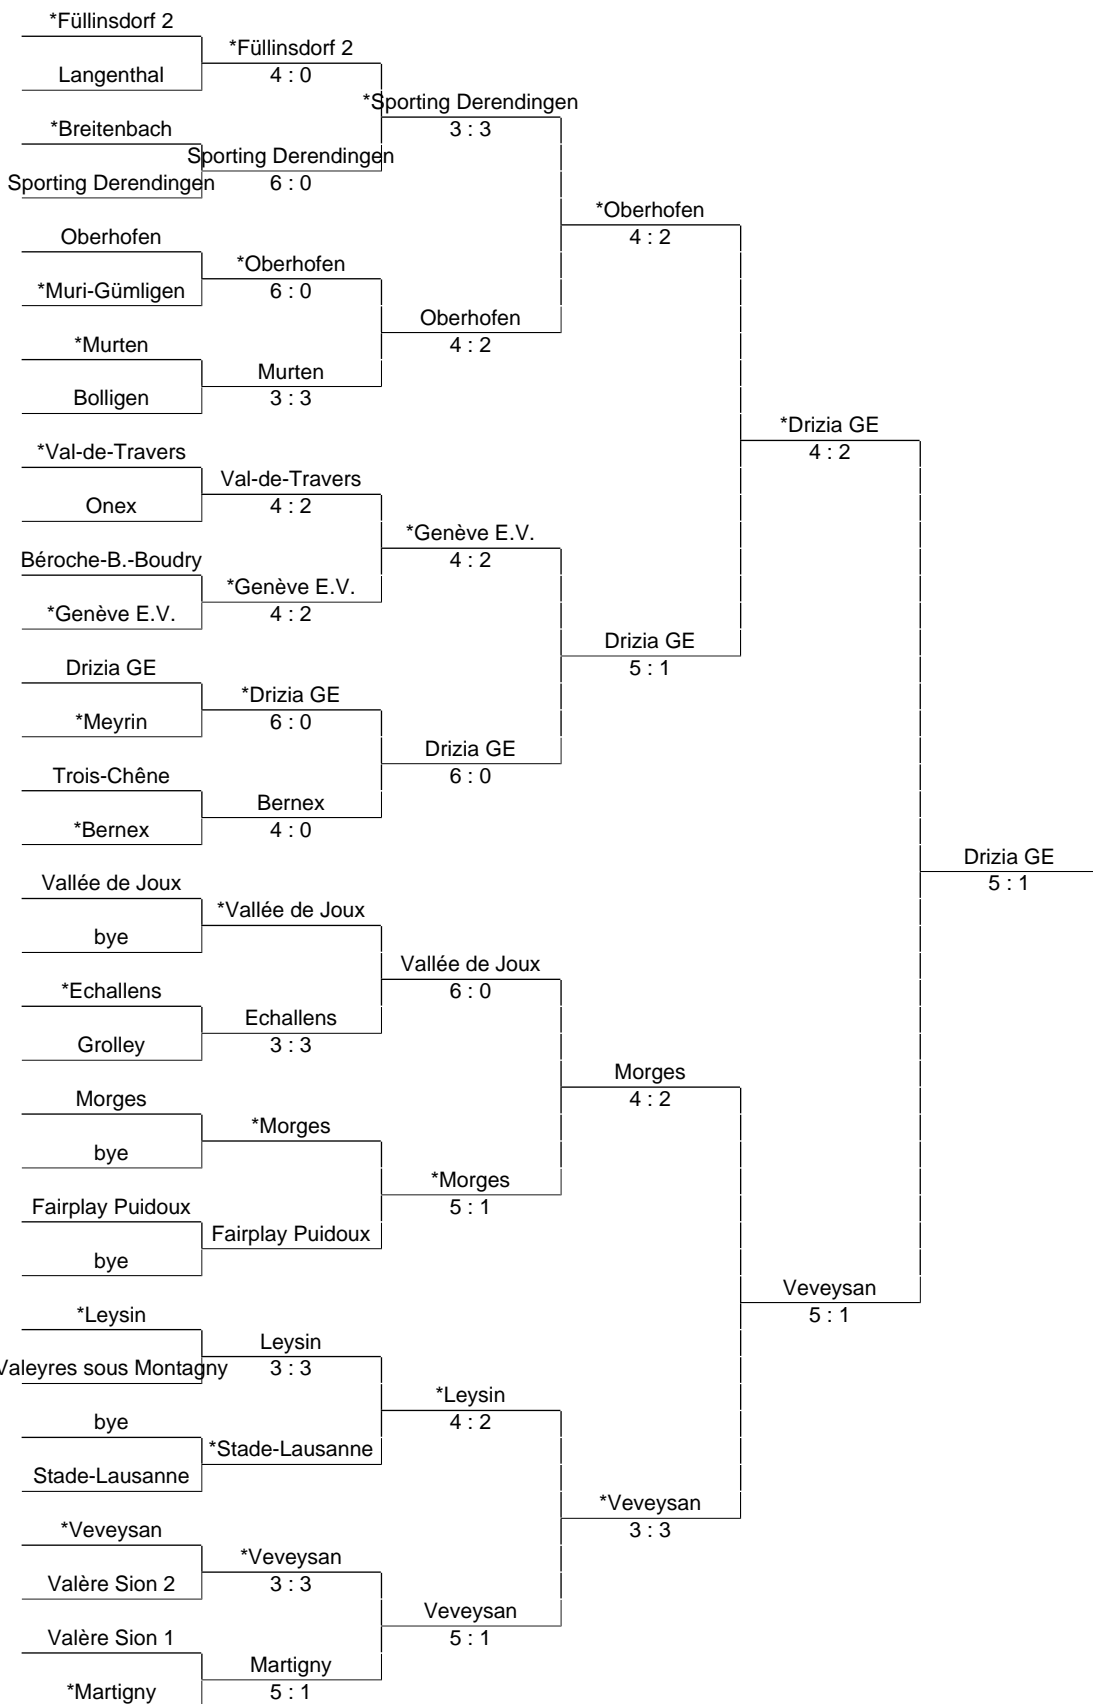 *Füllinsdorf 2
*Füllinsdorf 2
Langenthal
4 : 0
*Sporting Derendingen
*Breitenbach
3 : 3
Sporting Derendingen
Sporting Derendingen
6 : 0
*Oberhofen
Oberhofen
4 : 2
*Oberhofen
*Muri-Gümligen
6 : 0
Oberhofen
*Murten
4 : 2
Murten
Bolligen
3 : 3
*Drizia GE
*Val-de-Travers
4 : 2
Val-de-Travers
Onex
4 : 2
*Genève E.V.
Béroche-B.-Boudry
4 : 2
*Genève E.V.
*Genève E.V.
4 : 2
Drizia GE
Drizia GE
5 : 1
*Drizia GE
*Meyrin
6 : 0
Drizia GE
Trois-Chêne
6 : 0
Bernex
*Bernex
4 : 0
Drizia GE
Vallée de Joux
5 : 1
*Vallée de Joux
bye
Vallée de Joux
*Echallens
6 : 0
Echallens
Grolley
3 : 3
Morges
Morges
4 : 2
*Morges
bye
*Morges
Fairplay Puidoux
5 : 1
Fairplay Puidoux
bye
Veveysan
*Leysin
5 : 1
Leysin
Valeyres sous Montagny
3 : 3
*Leysin
bye
4 : 2
*Stade-Lausanne
Stade-Lausanne
*Veveysan
*Veveysan
3 : 3
*Veveysan
Valère Sion 2
3 : 3
Veveysan
Valère Sion 1
5 : 1
Martigny
*Martigny
5 : 1